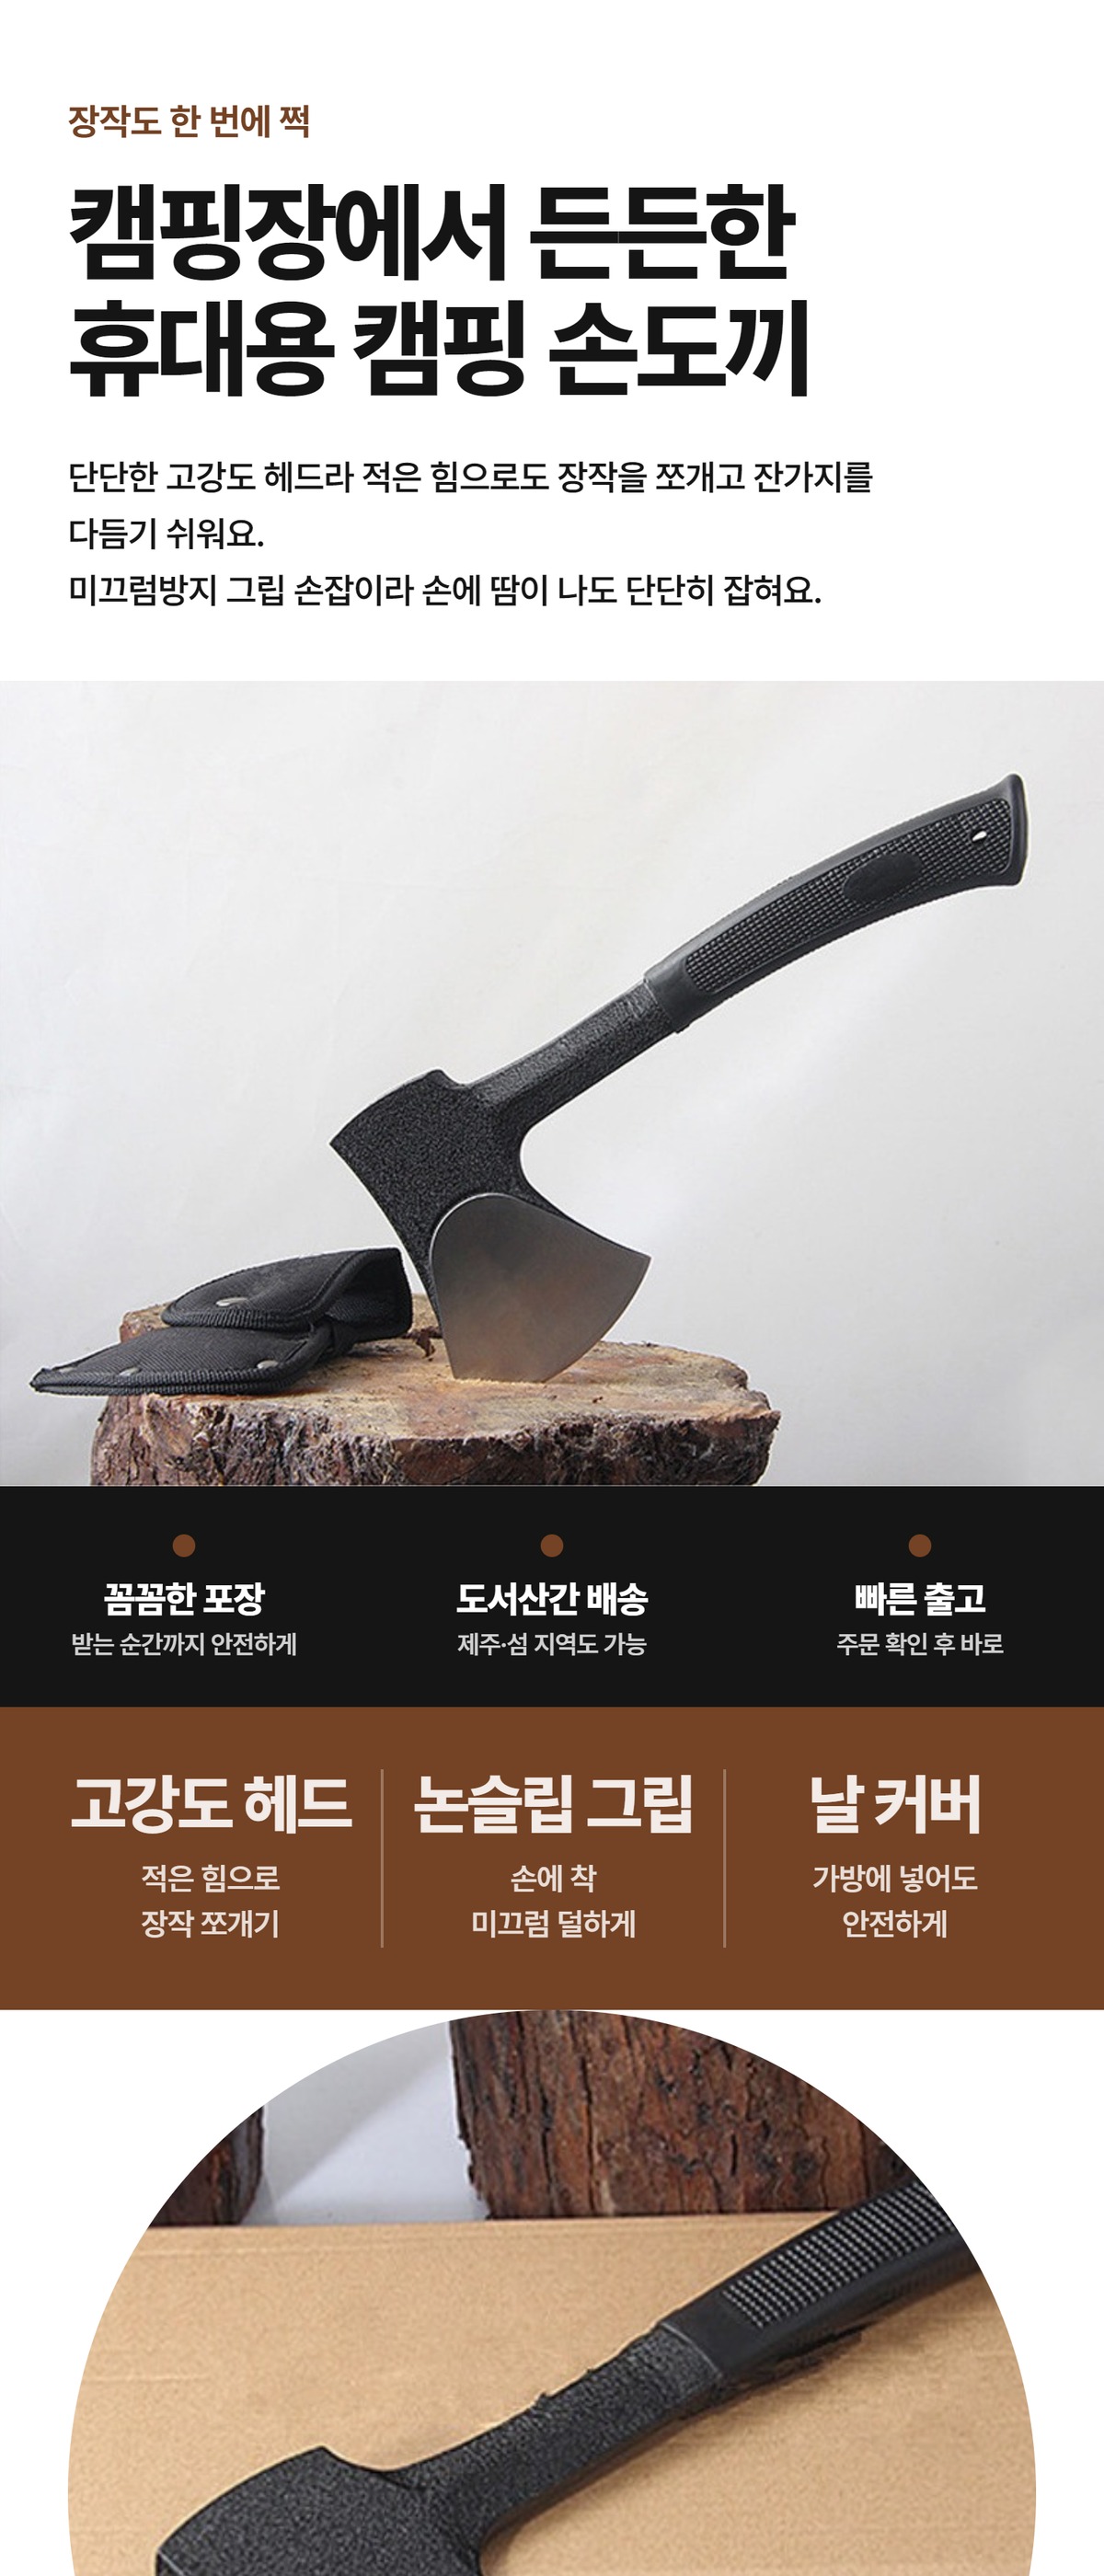 장작도 한 번에 쩍
캠핑장에서 든든한
휴대용 캠핑 손도끼
단단한 고강도 헤드라 적은 힘으로도 장작을 쪼개고 잔가지를
다듬기 쉬워요.
미끄럼방지 그립 손잡이라 손에 땀이 나도 단단히 잡혀요.
꼼꼼한 포장
받는 순간까지 안전하게
도서산간 배송
제주·섬 지역도 가능
빠른 출고
주문 확인 후 바로
고강도 헤드
적은 힘으로
장작 쪼개기
논슬립 그립
손에 착
미끄럼 덜하게
날 커버
가방에 넣어도
안전하게